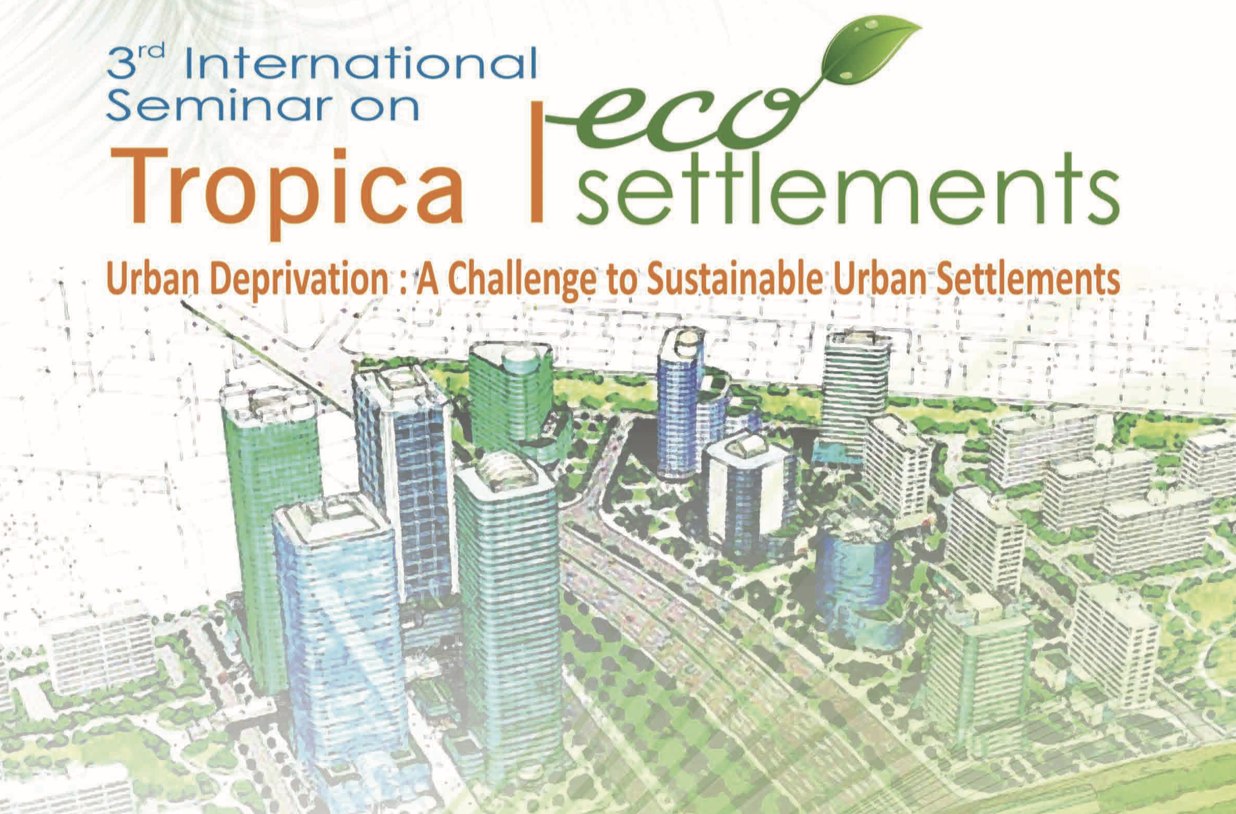 3rd International
Seminar on
Tropica l eco
settlements
Urban Deprivation : A Challenge to Sustainable Urban Settlements